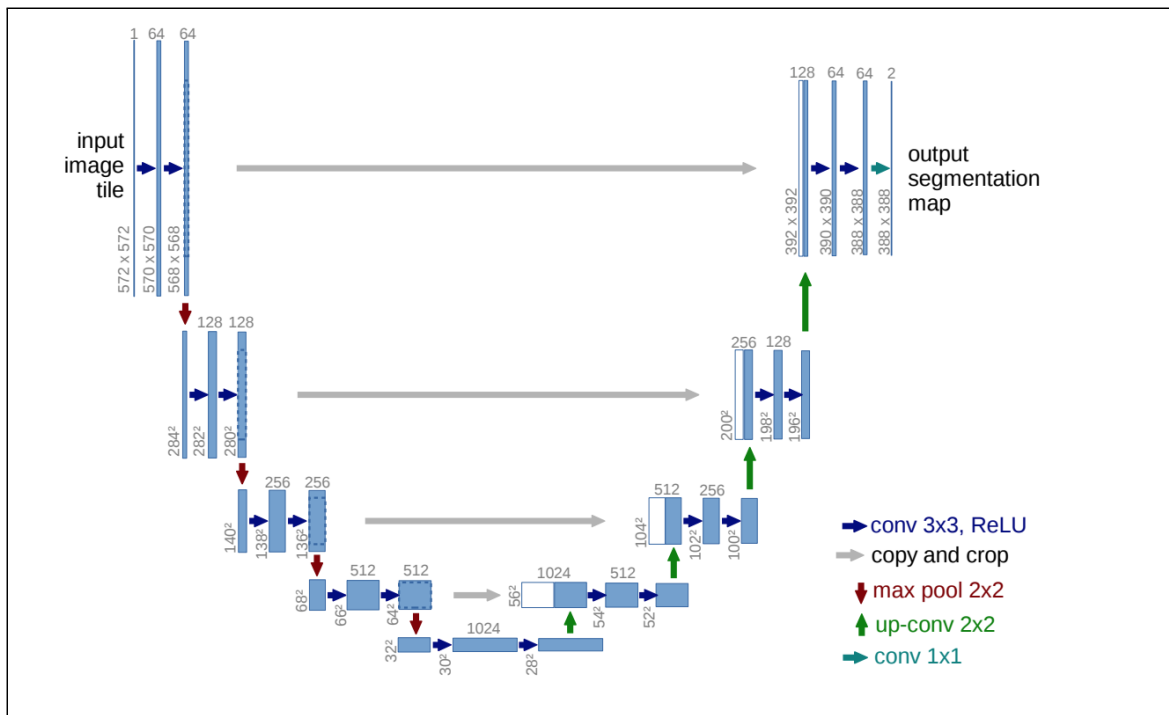 1 64 64
input
image
tile
572 x 572
570 x 570
568 x 568
128 64 64 2
output
segmentation
map
392 x 392
390 x 390
388 x 388
388 x 388
128 128
284²
282²
280²
256 128
200²
198²
196²
256 256
140²
138²
136²
512 256
104²
102²
100²
512 512
68²
66²
64²
1024 512
56²
54²
52²
1024
32²
30²
28²
conv 3x3, ReLU
copy and crop
max pool 2x2
up-conv 2x2
conv 1x1